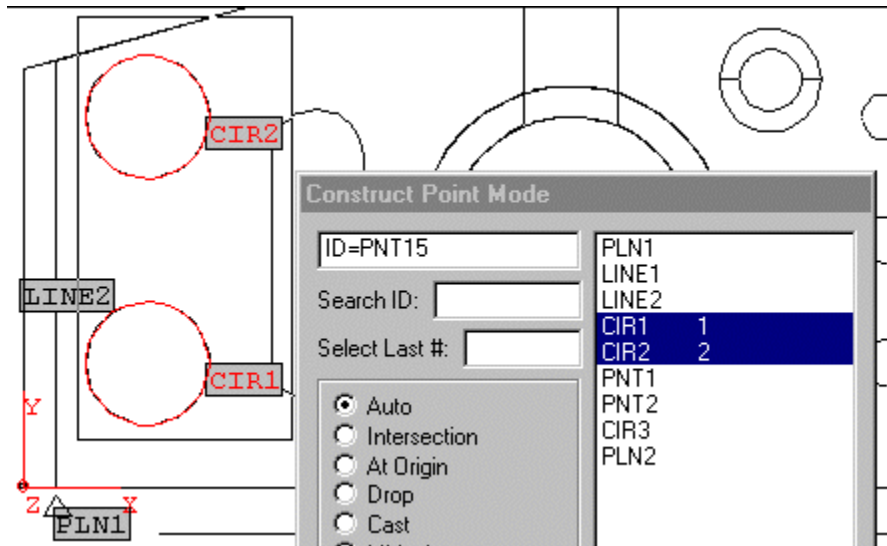 CIR2
LINE2
CIR1
Y
Z
X
PLN1
Construct Point Mode
ID=PNT15
Search ID:
Select Last #:
Auto
Intersection
At Origin
Drop
Cast
PLN1
LINE1
LINE2
CIR1 1
CIR2 2
PNT1
PNT2
CIR3
PLN2